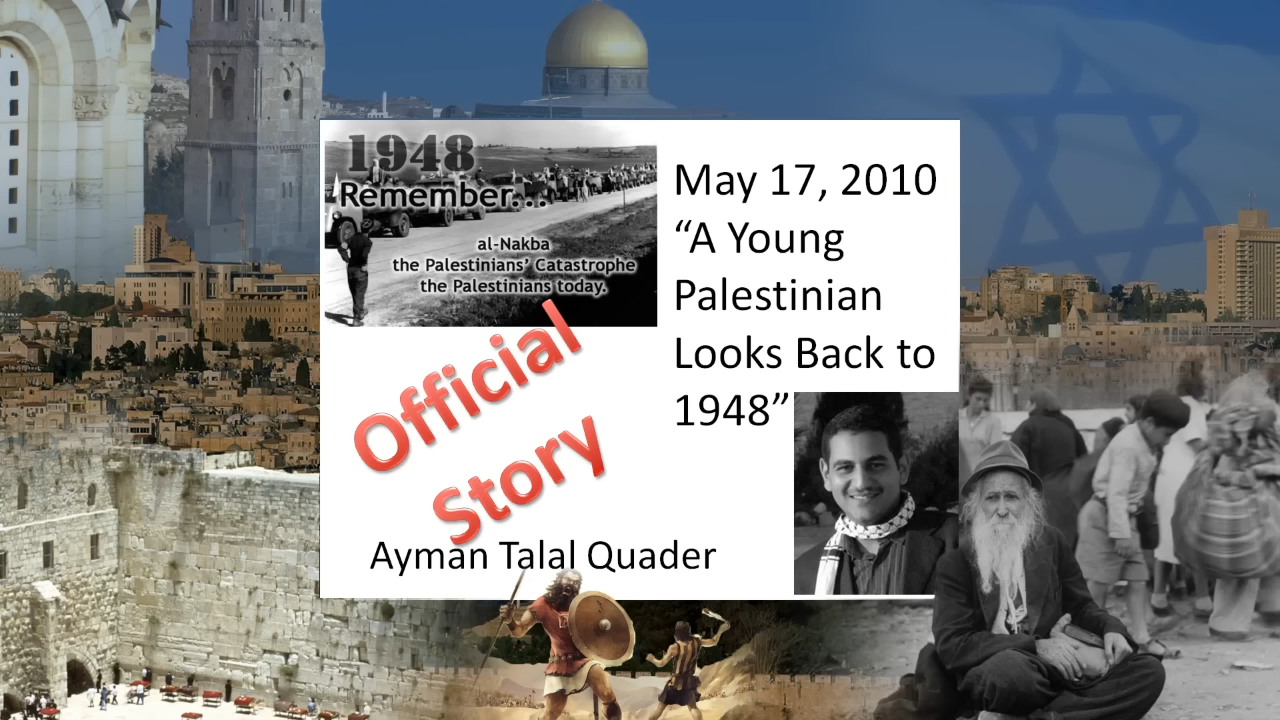 1948
Remember...
al-Nakba
the Palestinians' Catastrophe
the Palestinians today.
May 17, 2010
“A Young
Palestinian
Looks Back to
1948”
Official
Story
Ayman Talal Quader